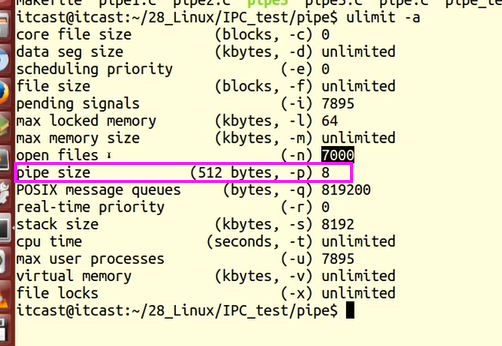 Makefile pipe1.c pipe2.c pipe3 pipe3.c pipe.c pipe_te
itcast@itcast:~/28_Linux/IPC_test/pipe$ ulimit -a
core file size (blocks, -c) 0
data seg size (kbytes, -d) unlimited
scheduling priority (-e) 0
file size (blocks, -f) unlimited
pending signals (-i) 7895
max locked memory (kbytes, -l) 64
max memory size (kbytes, -m) unlimited
open files (-n) 7000
pipe size (512 bytes, -p) 8
POSIX message queues (bytes, -q) 819200
real-time priority (-r) 0
stack size (kbytes, -s) 8192
cpu time (seconds, -t) unlimited
max user processes (-u) 7895
virtual memory (kbytes, -v) unlimited
file locks (-x) unlimited
itcast@itcast:~/28_Linux/IPC_test/pipe$